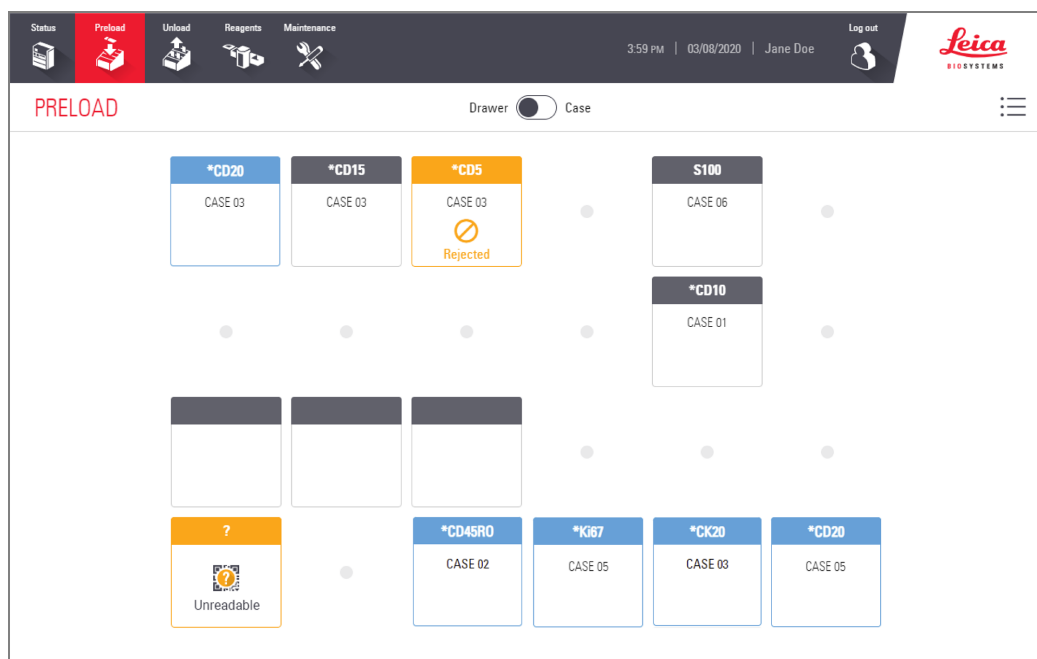 Status Preload Unload Reagents Maintenance
3:59 PM | 03/08/2020 | Jane Doe
Log out
Leica
BIOSYSTEMS
PRELOAD
Drawer Case
*CD20 *CD15 *CD5 S100
CASE 03 CASE 03 CASE 03 CASE 06
Rejected
*CD10
CASE 01
? *CD45RO *Ki67 *CK20 *CD20
CASE 02 CASE 05 CASE 03 CASE 05
?
Unreadable